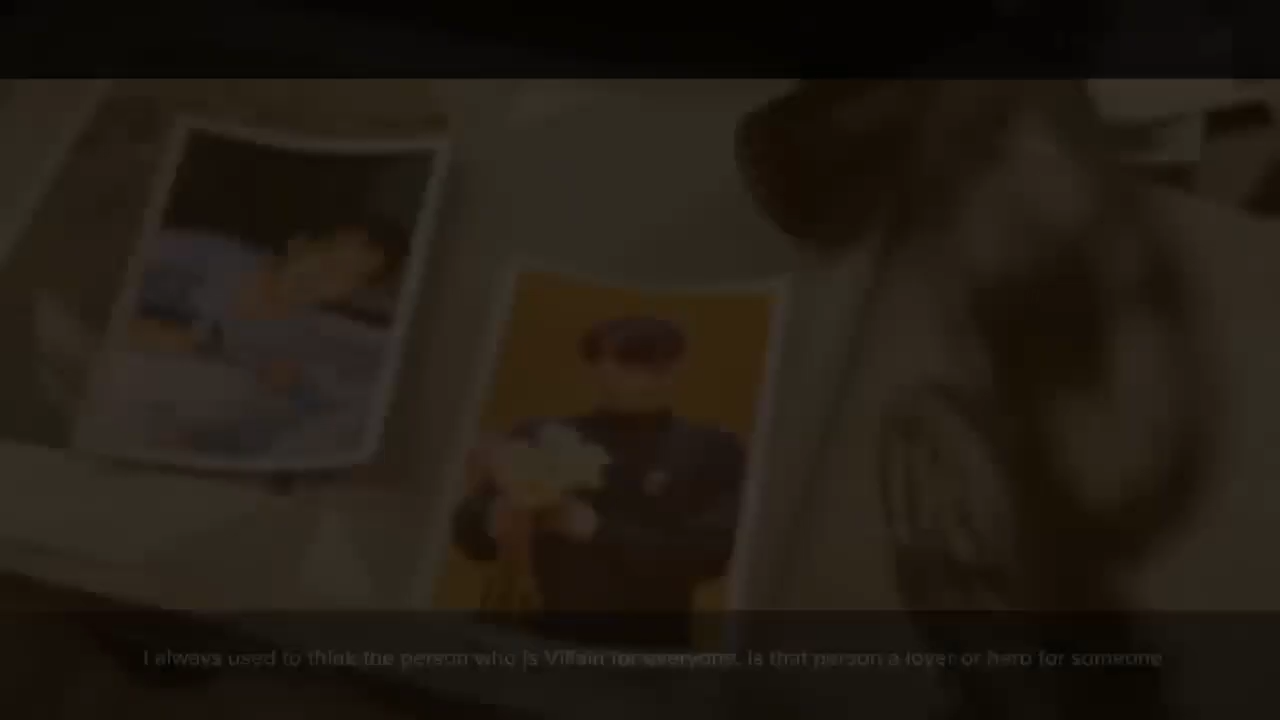 I always used to think the person who is Villain for everyone. Is that person a lover or hero for someone